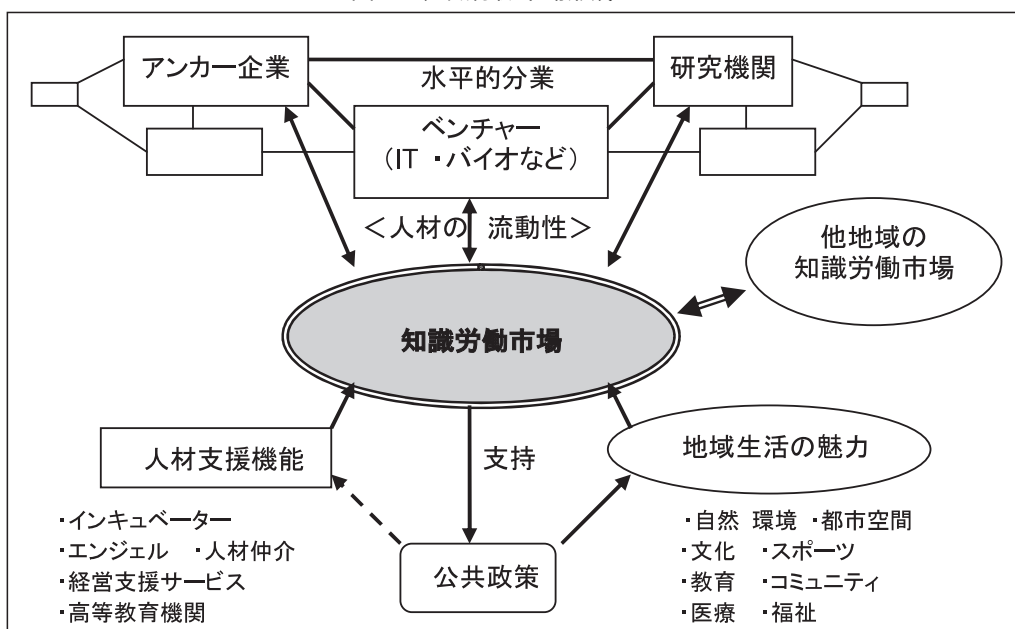 アンカー企業
研究機関
水平的分業
ベンチャー
(IT ・バイオなど)
＜人材の 流動性＞
他地域の
知識労働市場
知識労働市場
人材支援機能
支持
地域生活の魅力
・インキュベーター
・エンジェル ・人材仲介
・経営支援サービス
・高等教育機関
公共政策
・自然 環境 ・都市空間
・文化 ・スポーツ
・教育 ・コミュニティ
・医療 ・福祉